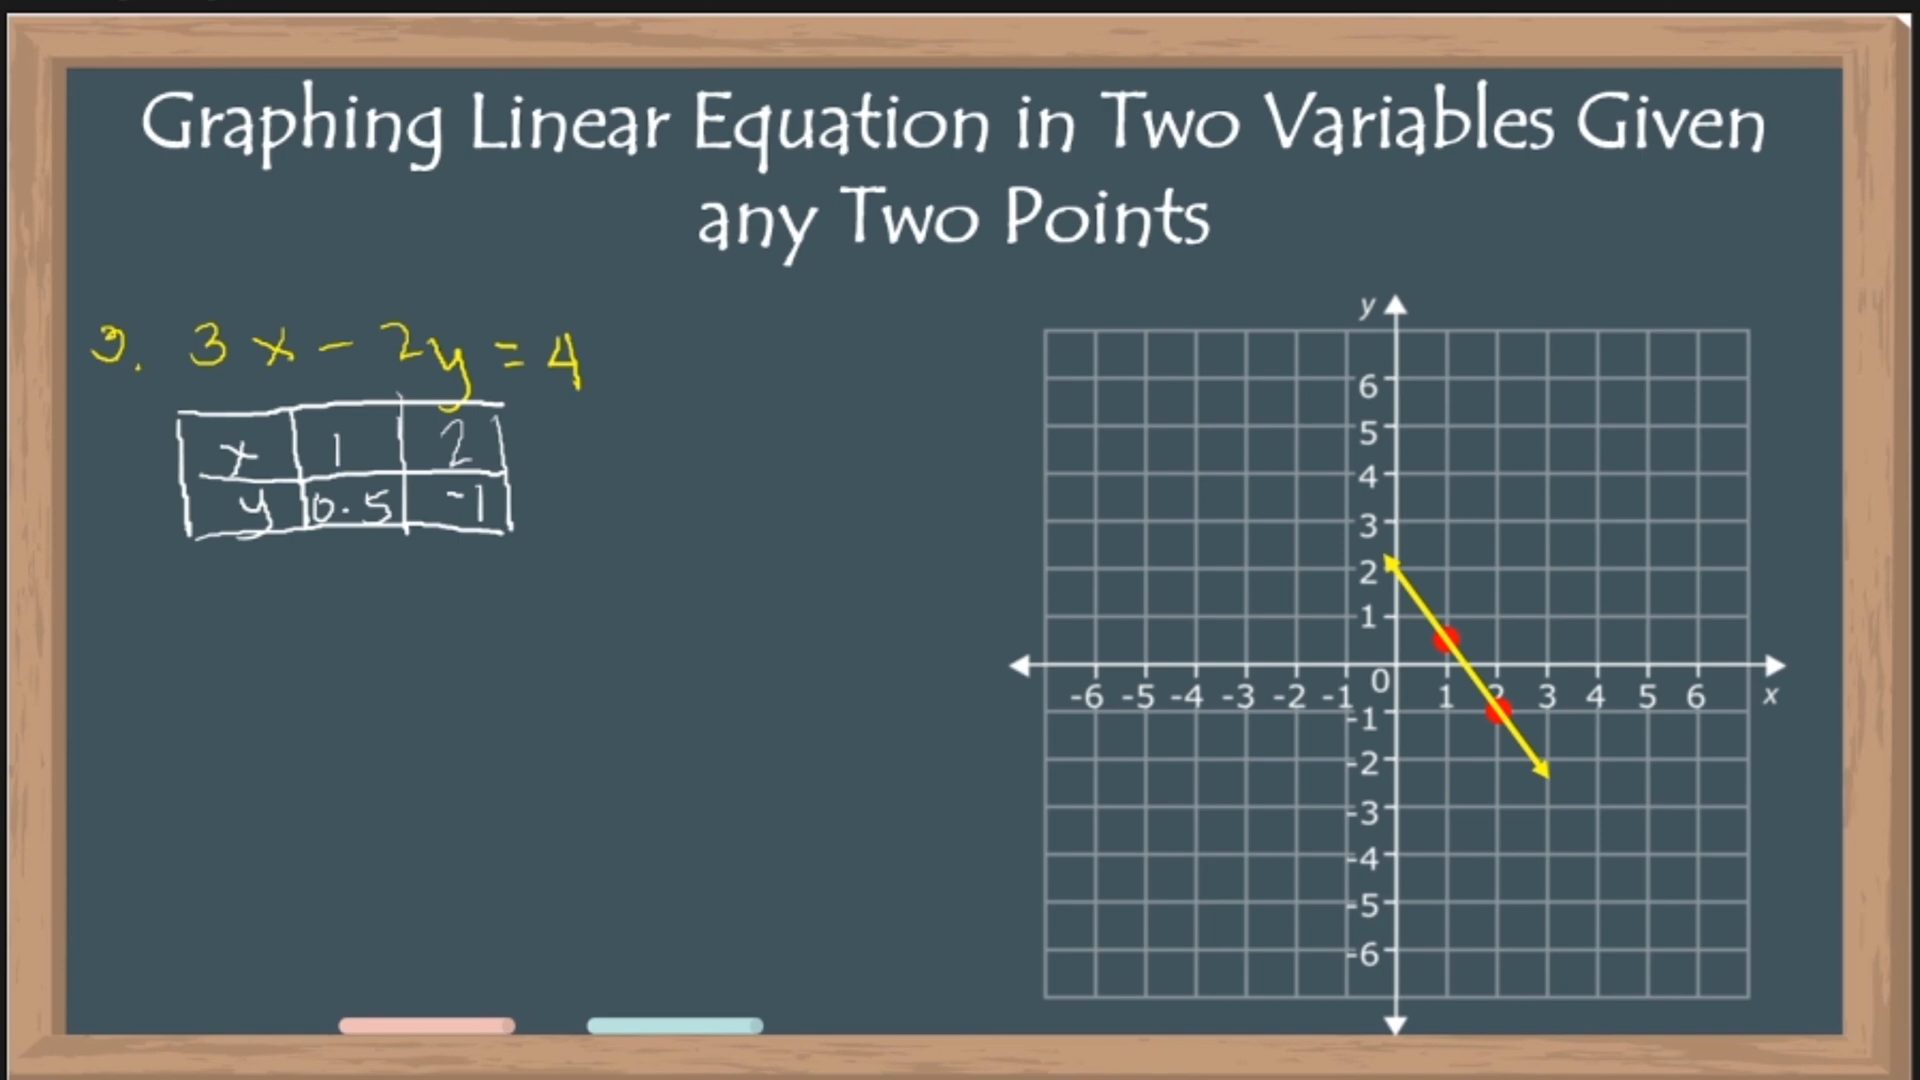 Graphing Linear Equation in Two Variables Given
any Two Points
3. 3x - 2y = 4
x 1 2
y 0.5 -1
y
6
5
4
3
2
1
-6 -5 -4 -3 -2 -1 0 1 2 3 4 5 6 x
-1
-2
-3
-4
-5
-6